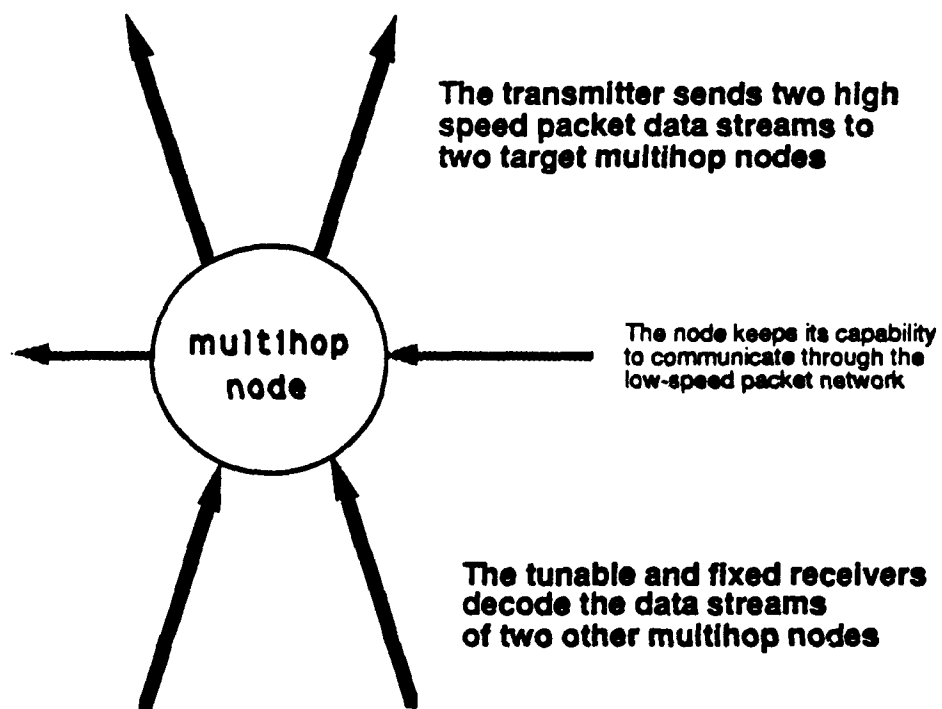 The transmitter sends two high
speed packet data streams to
two target multihop nodes
multihop
node
The node keeps its capability
to communicate through the
low-speed packet network
The tunable and fixed receivers
decode the data streams
of two other multihop nodes